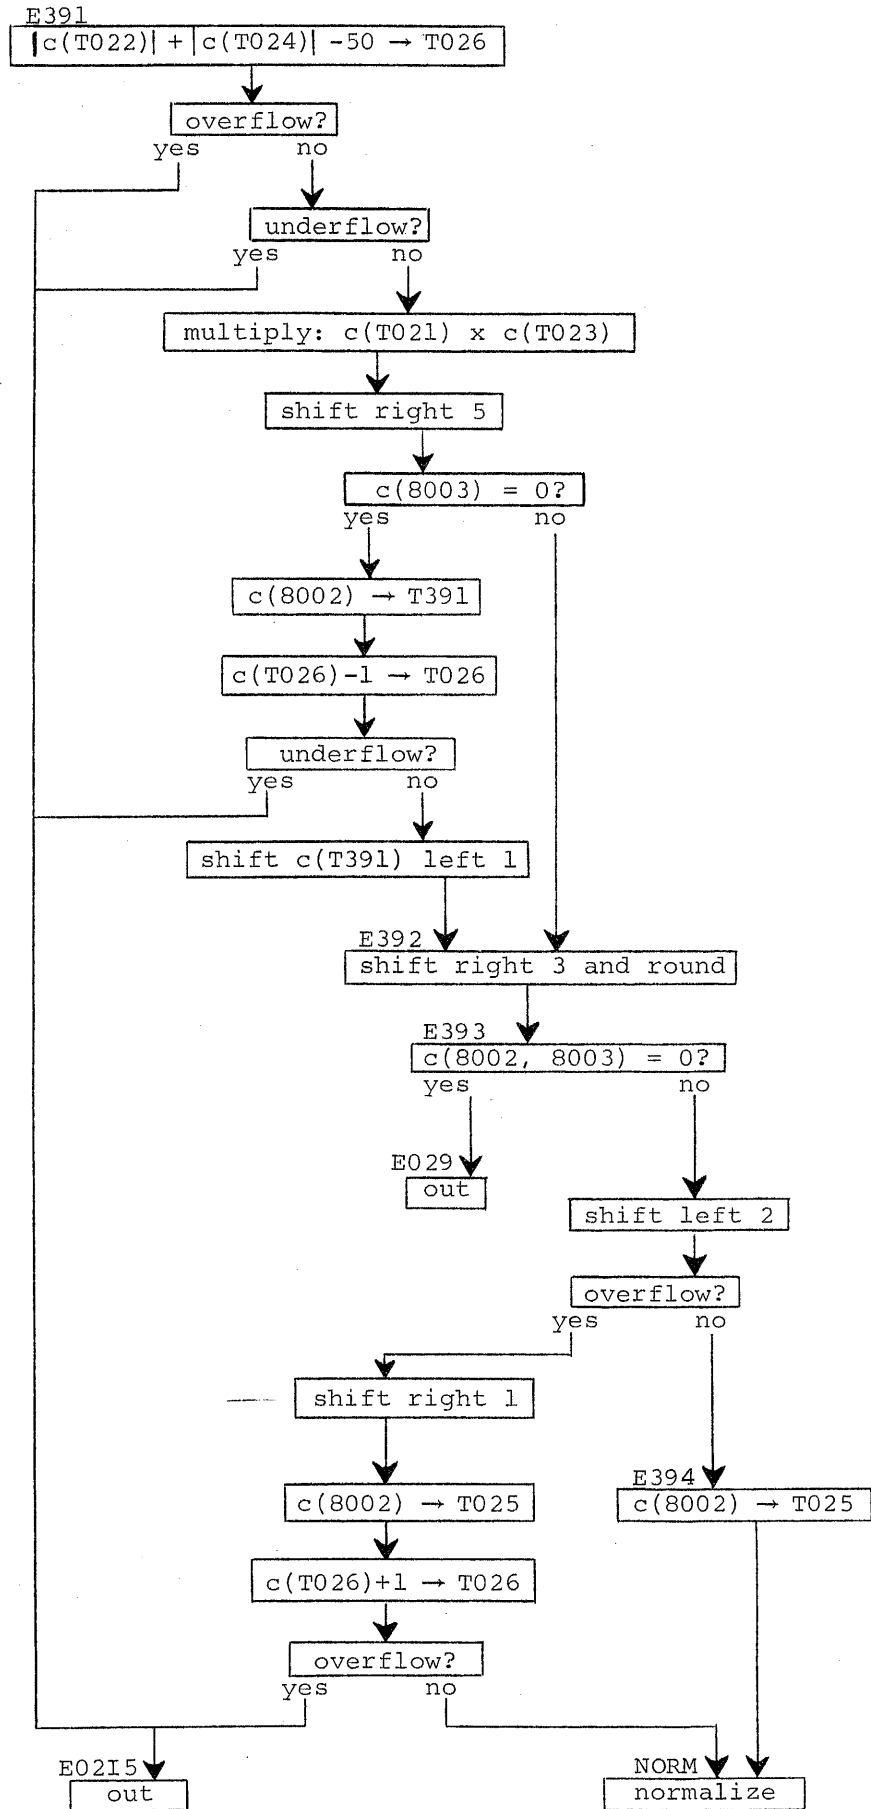 E391
|c(T022)| + |c(T024)| -50 → T026
overflow?
yes no
underflow?
yes no
multiply: c(T021) x c(T023)
shift right 5
c(8003) = 0?
yes no
c(8002) → T391
c(T026)-1 → T026
underflow?
yes no
shift c(T391) left 1
E392
shift right 3 and round
E393
c(8002, 8003) = 0?
yes no
E029
out
shift left 2
overflow?
yes no
shift right 1
E394
c(8002) → T025 c(8002) → T025
c(T026)+1 → T026
overflow?
yes no
E02I5 NORM
out normalize